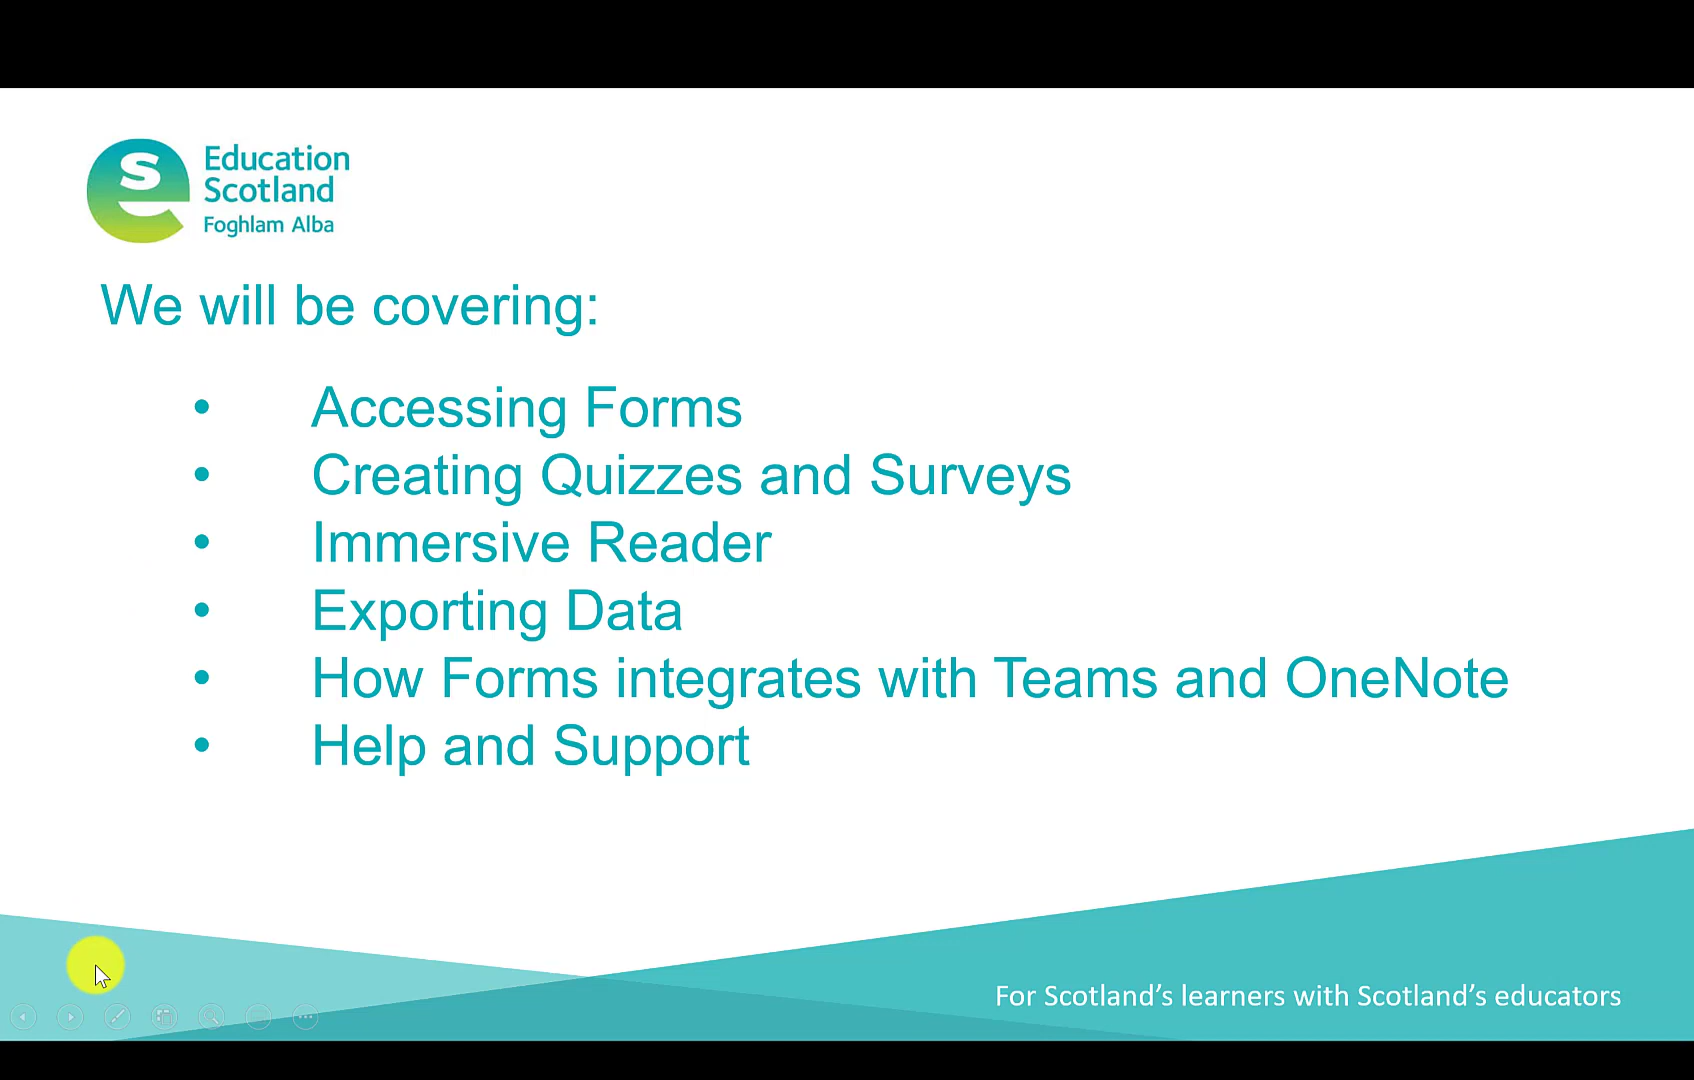 Education
Scotland
Foghlam Alba
We will be covering:
• Accessing Forms
• Creating Quizzes and Surveys
• Immersive Reader
• Exporting Data
• How Forms integrates with Teams and OneNote
• Help and Support
For Scotland’s learners with Scotland’s educators